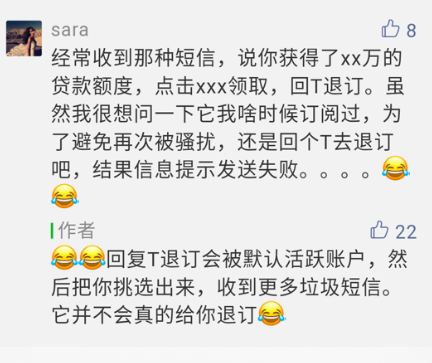 sara 8
经常收到那种短信，说你获得了xx万的
贷款额度，点击xxx领取，回T退订。虽
然我很想问一下它我啥时候订阅过，为
了避免再次被骚扰，还是回个T去退订
吧，结果信息提示发送失败。。。。😂
😂
作者 22
😂😂回复T退订会被默认活跃账户，然
后把你挑选出来，收到更多垃圾短信。
它并不会真的给你退订😂